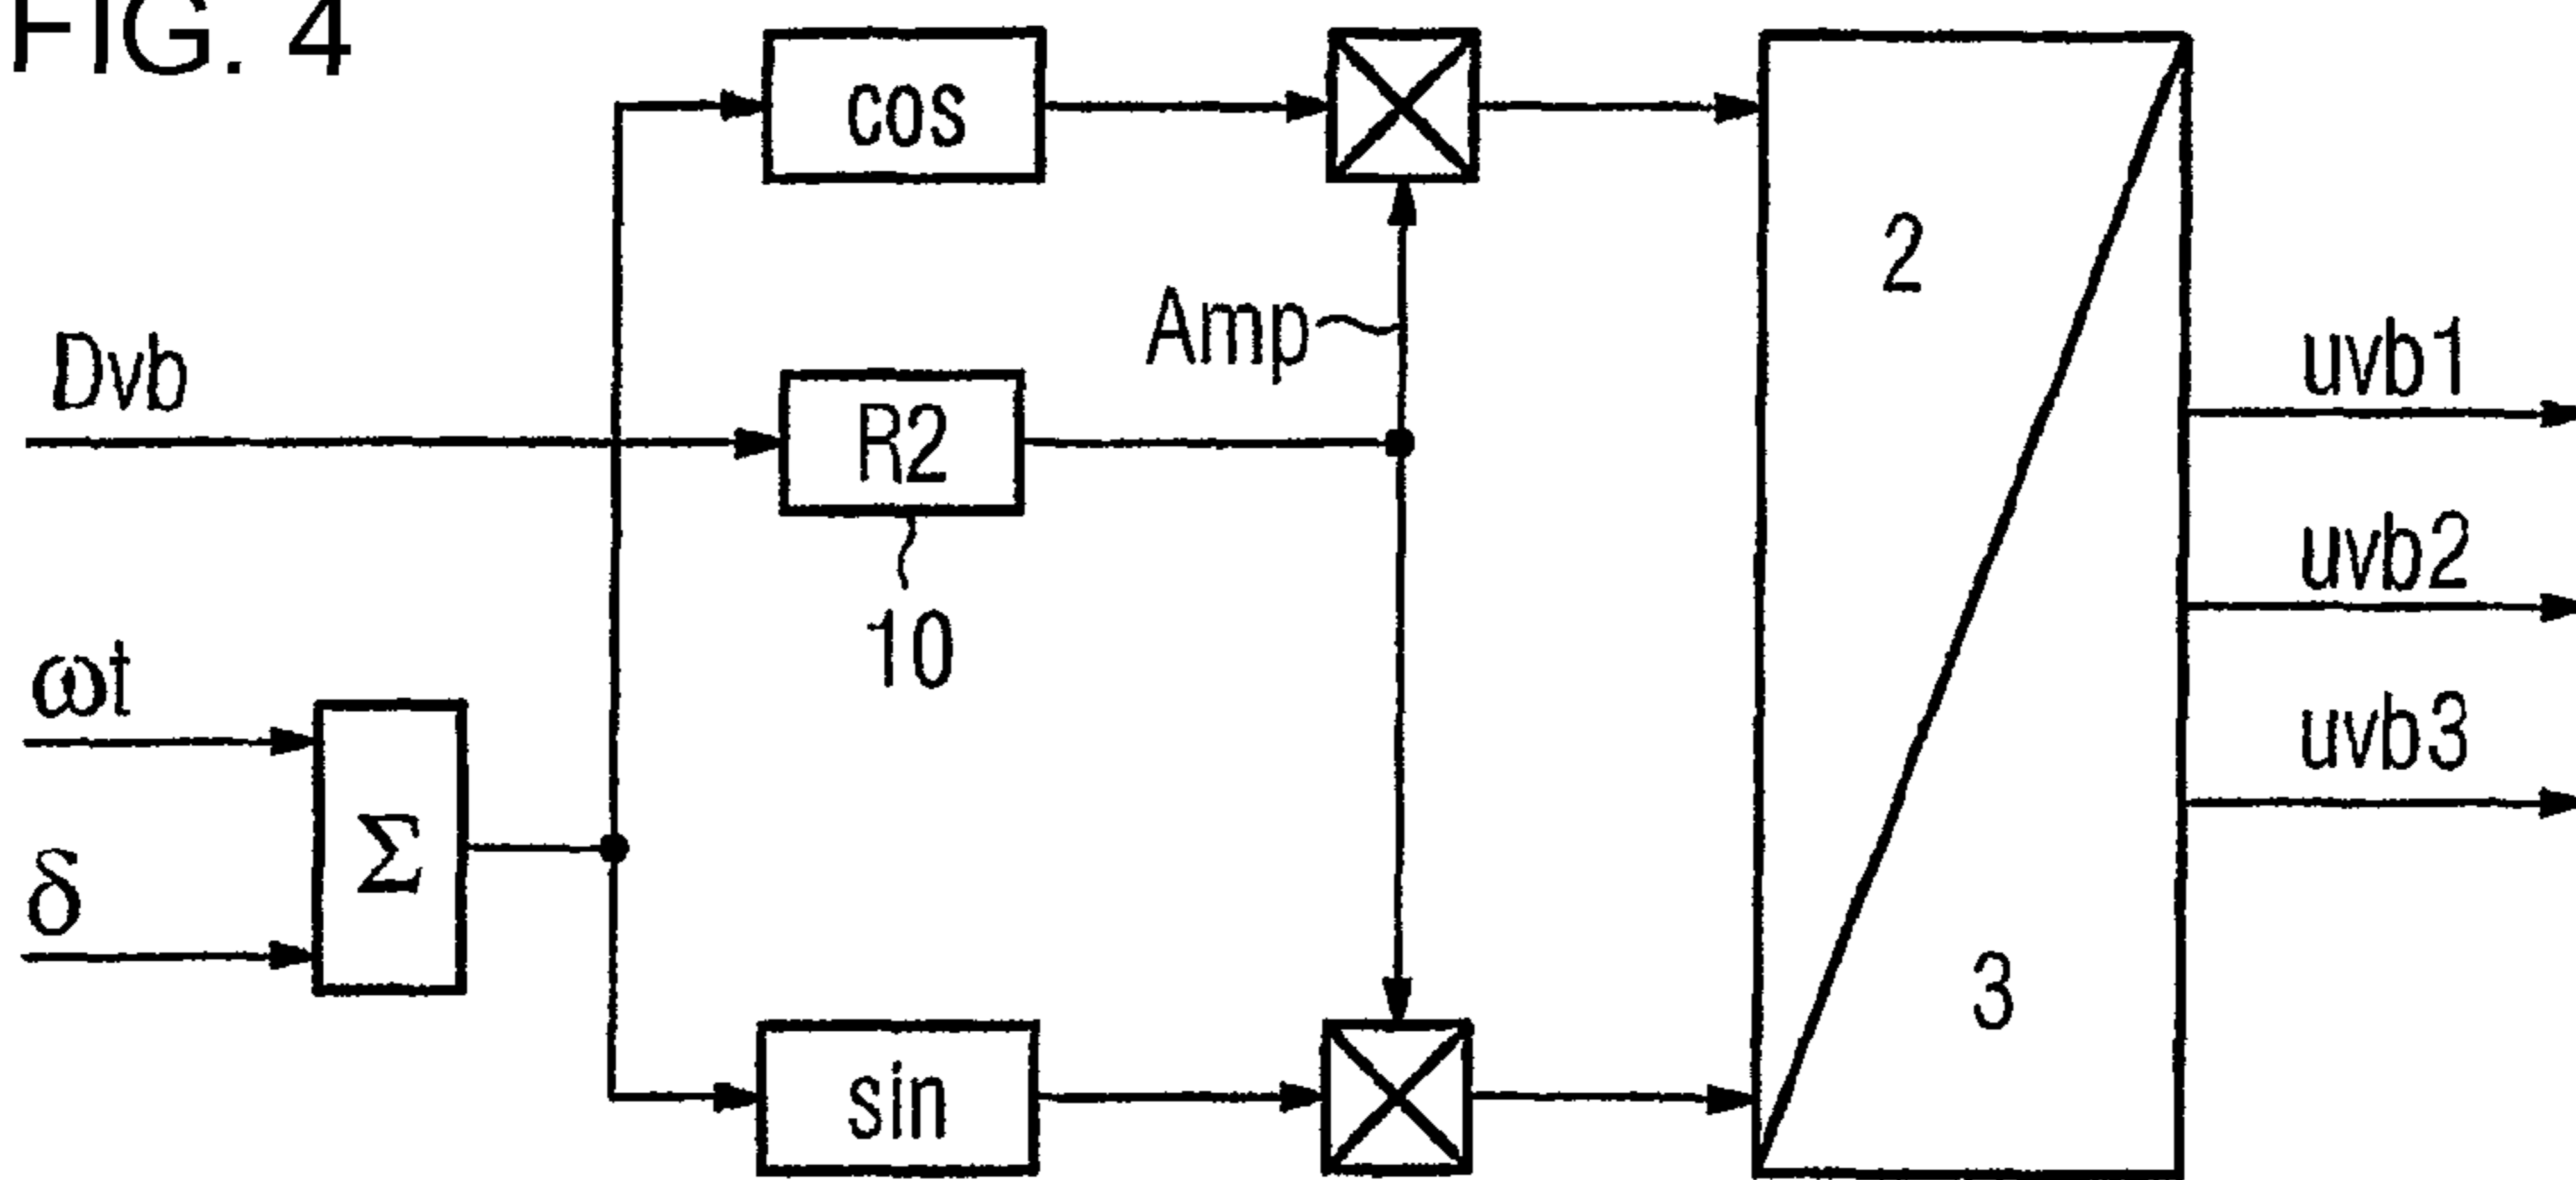 FIG. 4
cos
2
Amp
Dvb
R2
uvb1
10
uvb2
ωt
uvb3
Σ
δ
3
sin